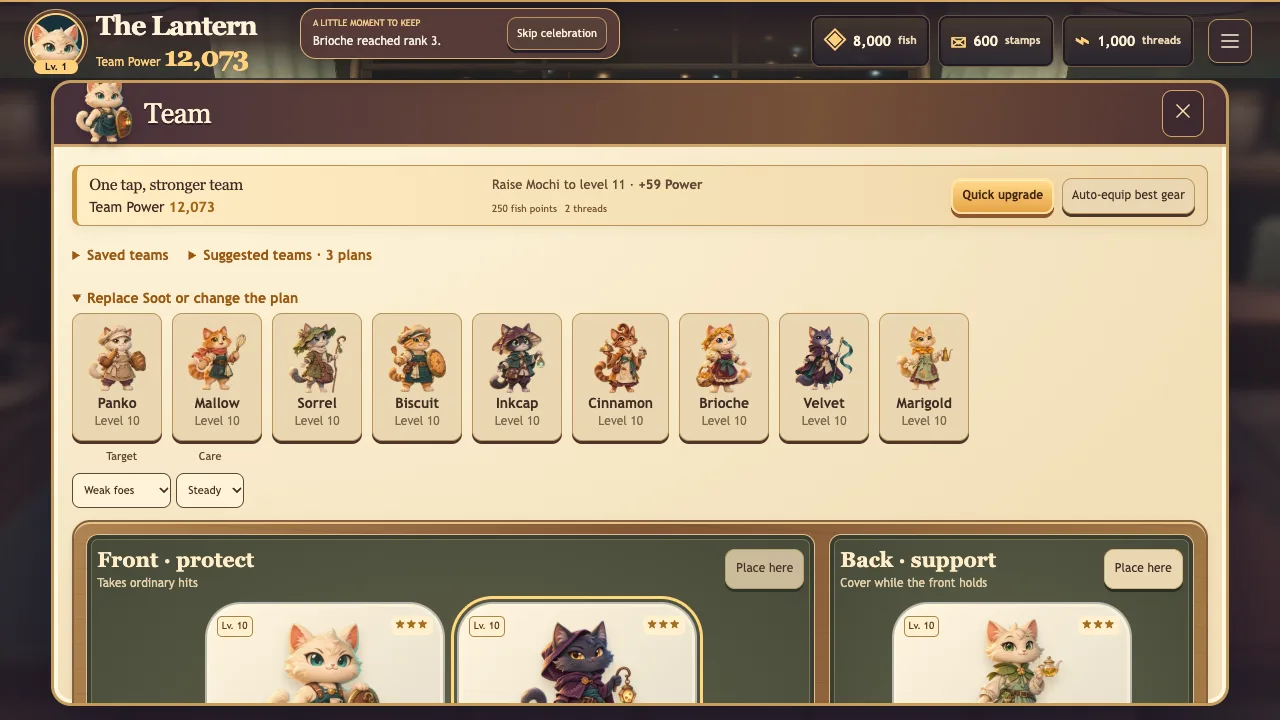 The Lantern
Team Power 12,073
Lv. 1
A LITTLE MOMENT TO KEEP
Brioche reached rank 3.
Skip celebration
8,000 fish
600 stamps
1,000 threads
Team
One tap, stronger team
Team Power 12,073
Raise Mochi to level 11 · +59 Power
250 fish points 2 threads
Quick upgrade
Auto-equip best gear
Saved teams
Suggested teams · 3 plans
Replace Soot or change the plan
Panko
Level 10
Mallow
Level 10
Sorrel
Level 10
Biscuit
Level 10
Inkcap
Level 10
Cinnamon
Level 10
Brioche
Level 10
Velvet
Level 10
Marigold
Level 10
Target
Care
Weak foes
Steady
Front · protect
Takes ordinary hits
Place here
Back · support
Cover while the front holds
Place here
Lv. 10
Lv. 10
Lv. 10